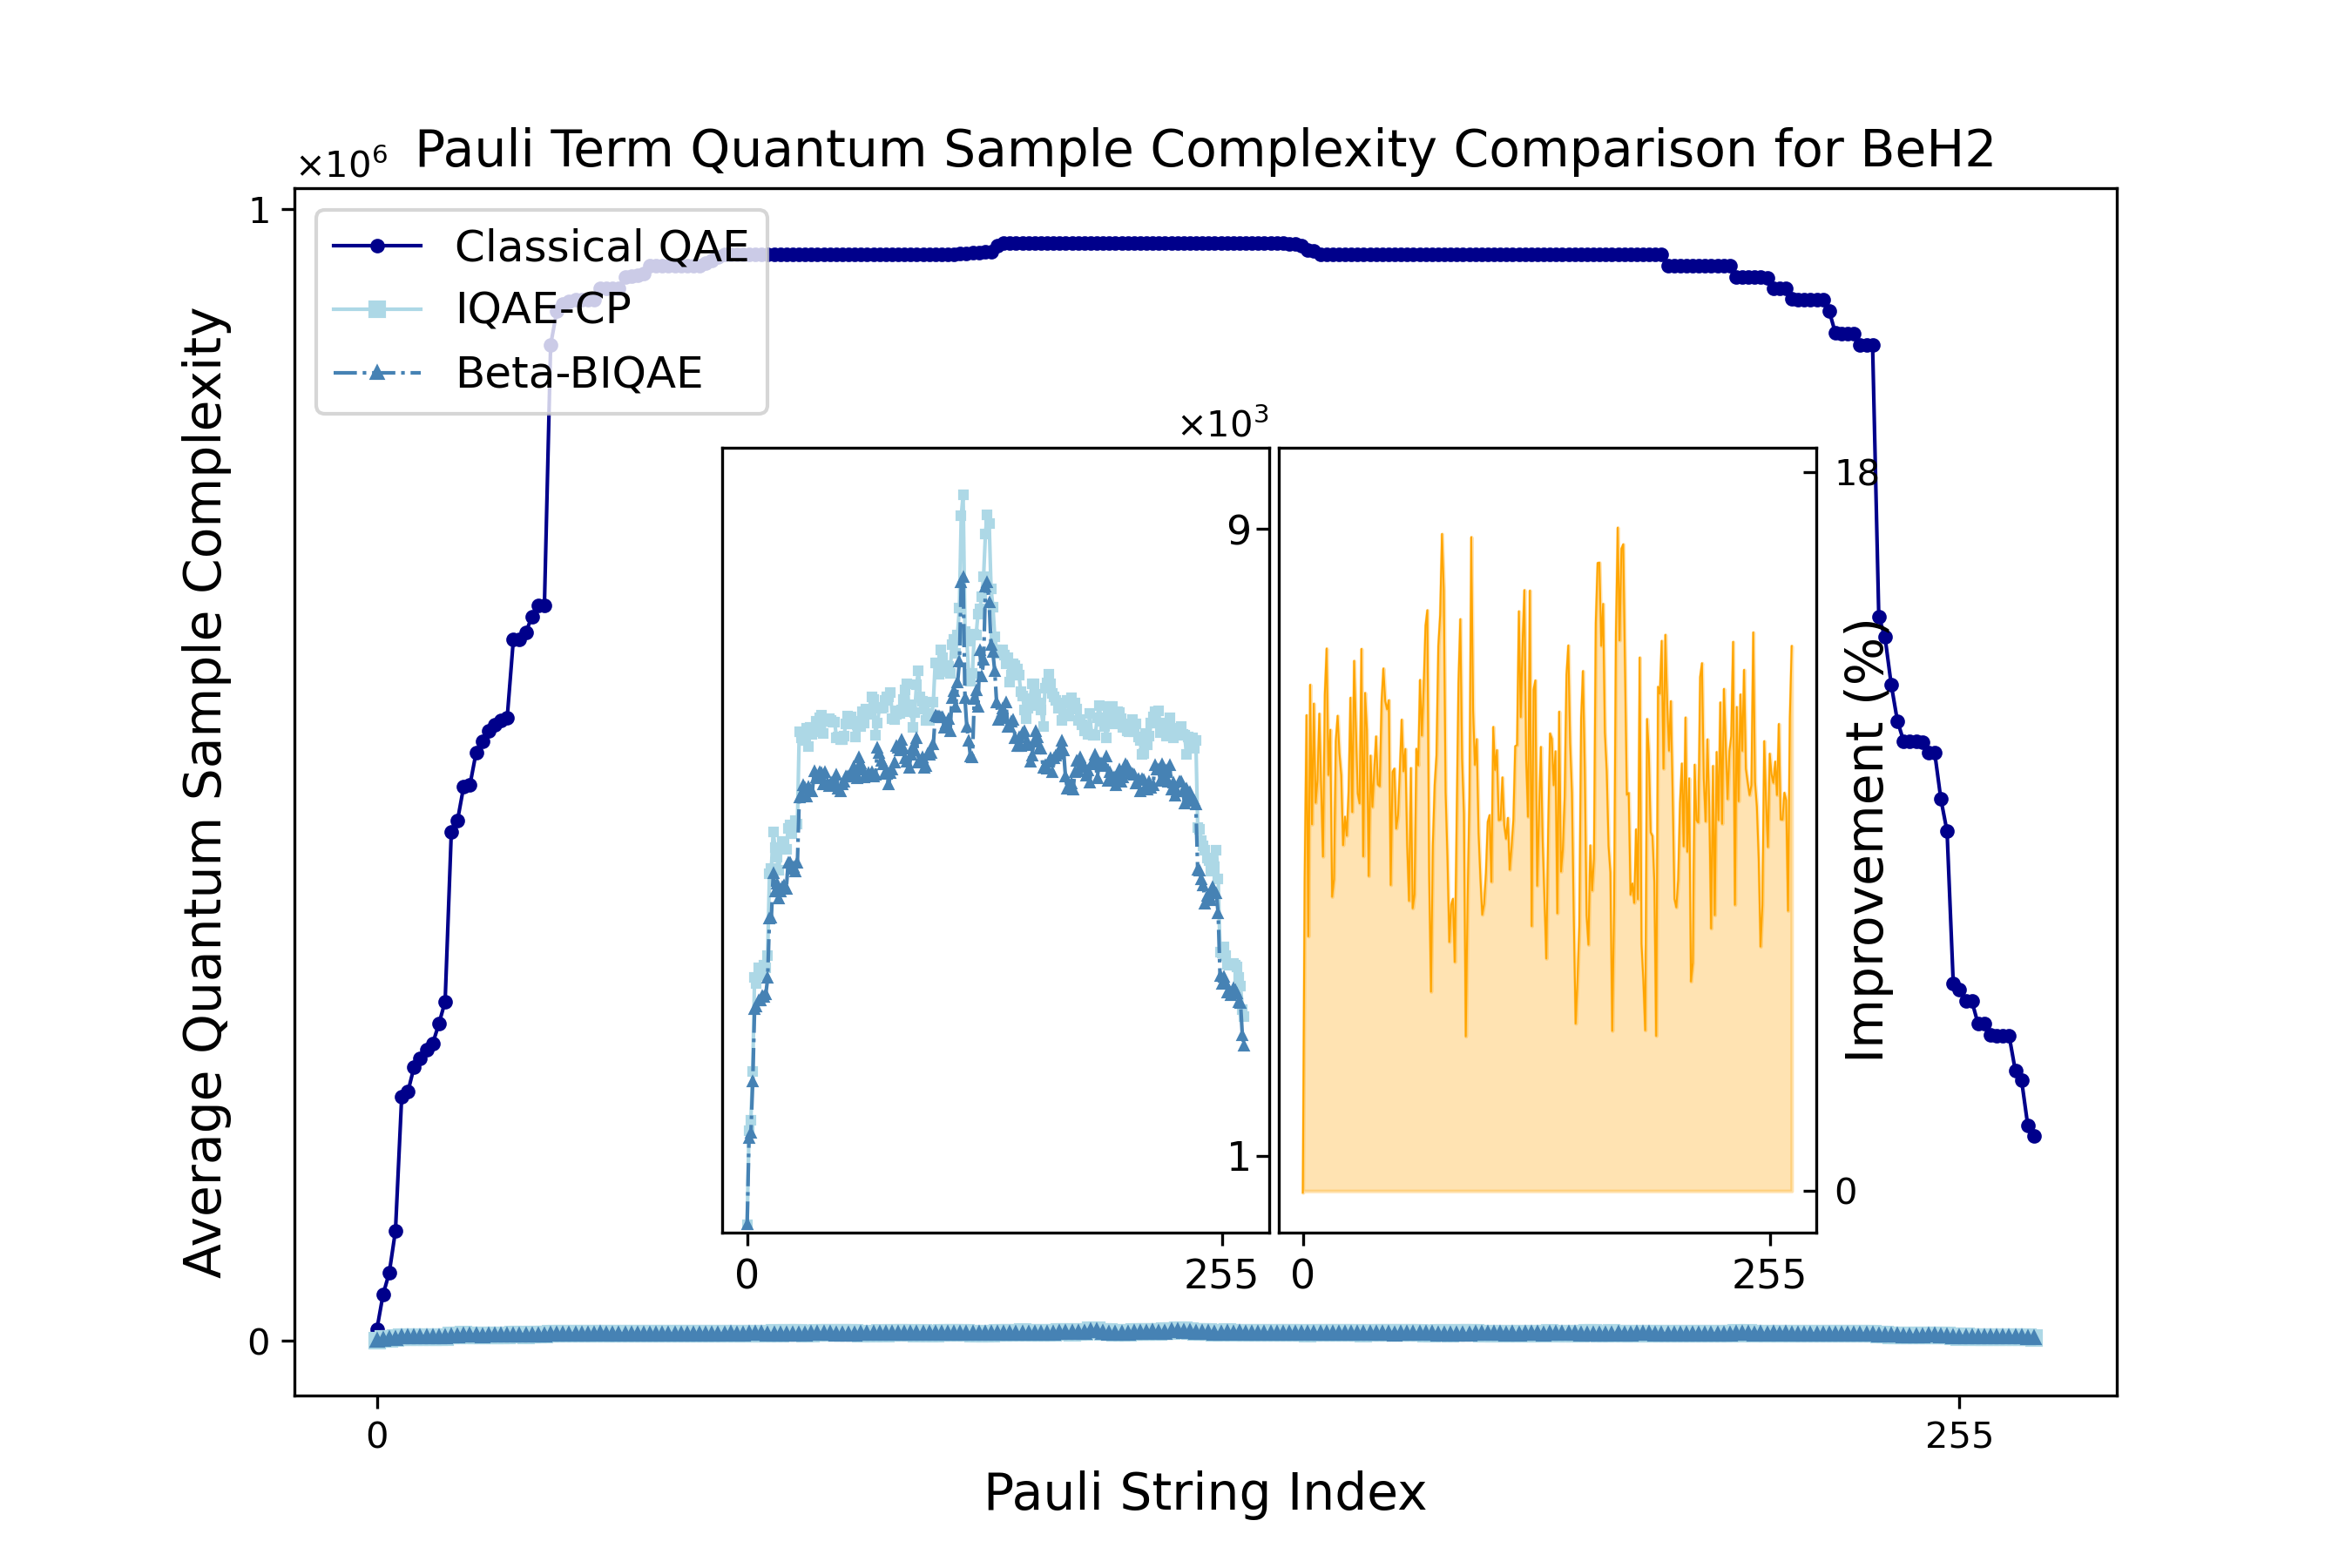 Pauli Term Quantum Sample Complexity Comparison for BeH2
×10⁶
1
0
Average Quantum Sample Complexity
Classical QAE
IQAE-CP
Beta-BIQAE
×10³
9
1
0
255
18
0
Improvement (%)
0
255
0
255
Pauli String Index